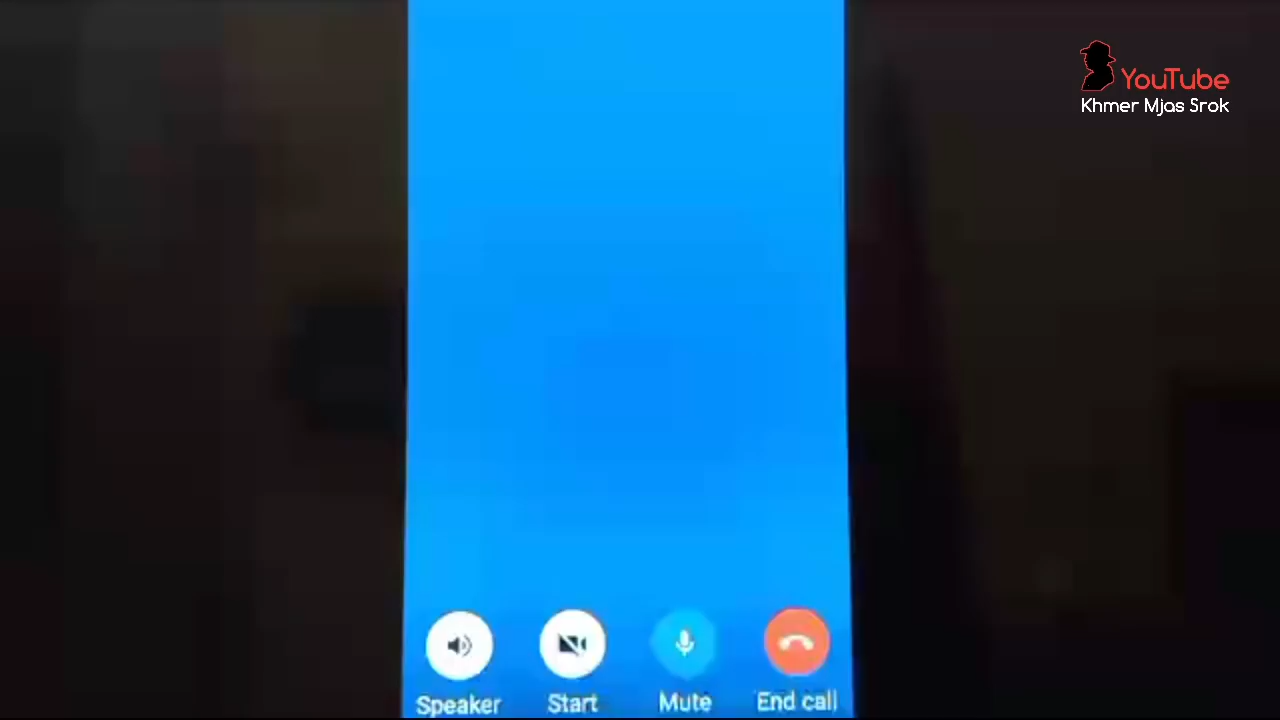 YouTube
Khmer Mjas Srok
Speaker
Start
Mute
End call